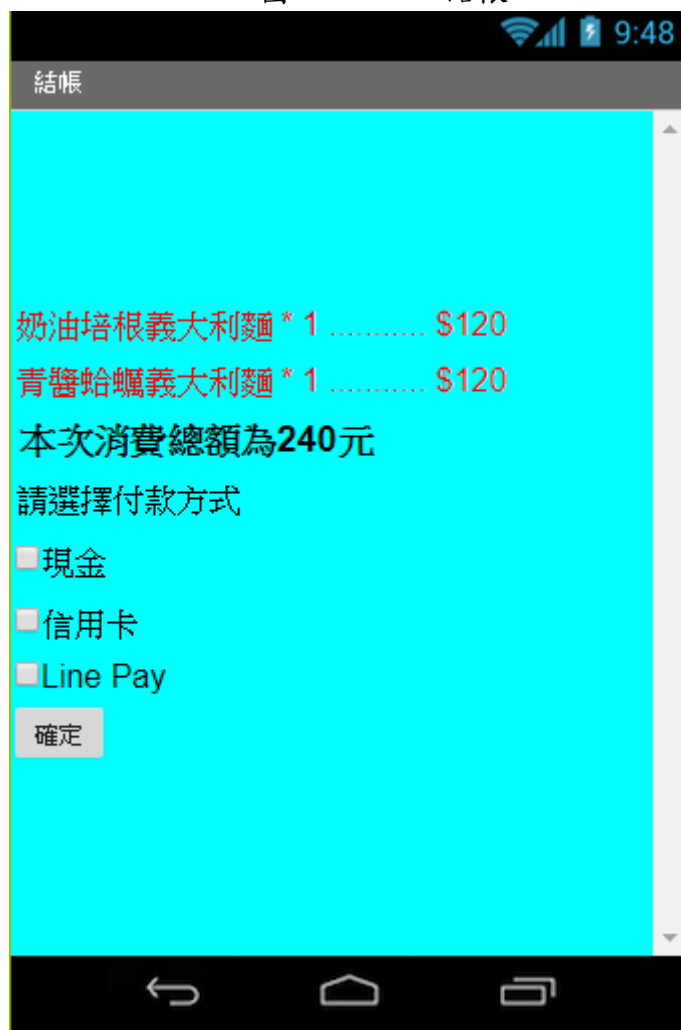 9:48
結帳
奶油培根義大利麵 * 1 ........... $120
青醬蛤蠣義大利麵 * 1 ........... $120
本次消費總額為240元
請選擇付款方式
現金
信用卡
Line Pay
確定